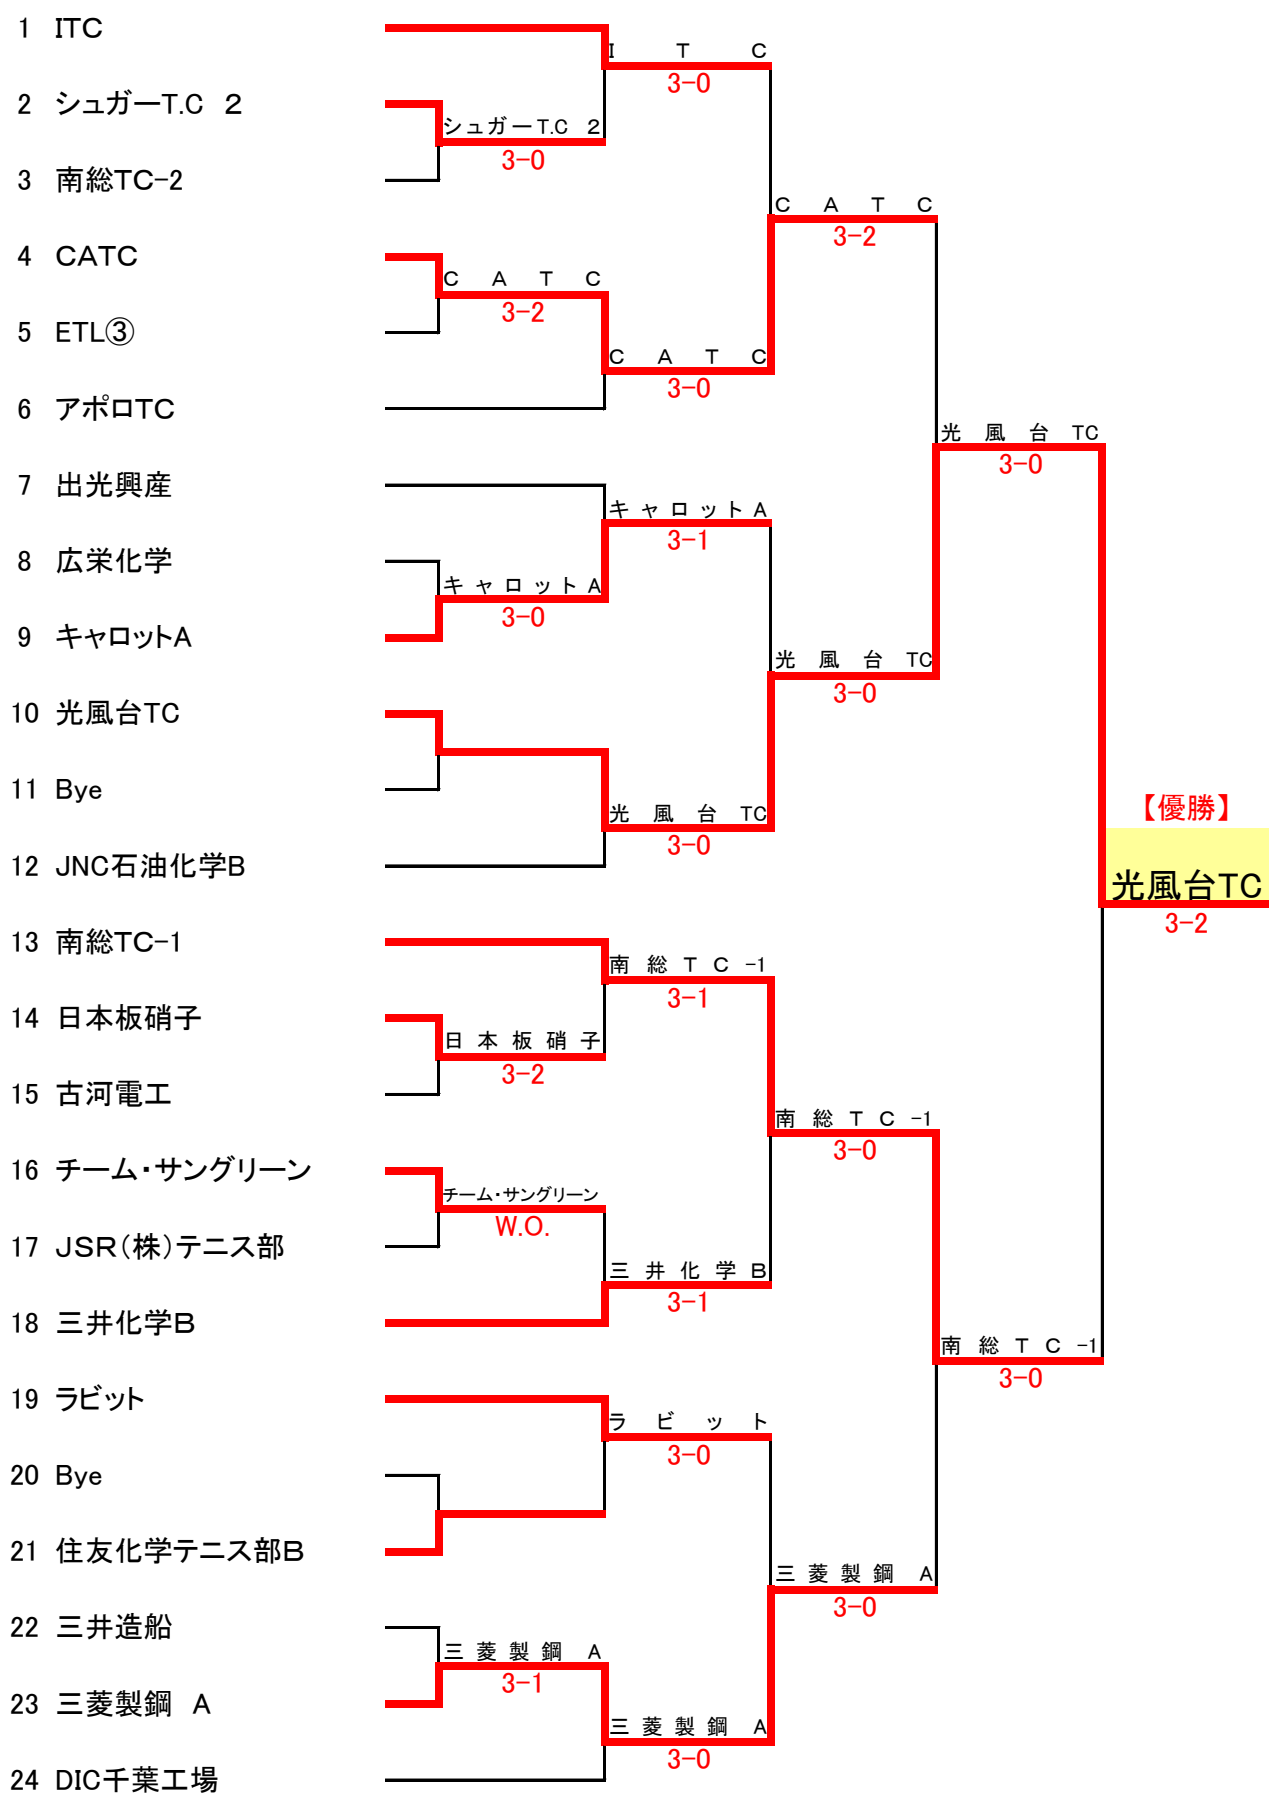 1 ITC
I T C
3-0
2 シュガーT.C 2
シュガーT.C 2
3-0
3 南総TC-2
C A T C
3-2
4 CATC
C A T C
3-2
5 ETL③
C A T C
3-0
6 アポロTC
光風台TC
3-0
7 出光興産
キャロットA
3-1
8 広栄化学
キャロットA
3-0
9 キャロットA
光風台TC
3-0
10 光風台TC
11 Bye
【優勝】
光風台TC
3-0
12 JNC石油化学B
光風台TC
3-2
13 南総TC-1
南総TC-1
3-1
14 日本板硝子
日本板硝子
3-2
15 古河電工
南総TC-1
3-0
16 チーム・サングリーン
チーム・サングリーン
W.O.
17 JSR(株)テニス部
三井化学B
3-1
18 三井化学B
南総TC-1
3-0
19 ラビット
ラビット
3-0
20 Bye
21 住友化学テニス部B
三菱製鋼 A
3-0
22 三井造船
三菱製鋼 A
3-1
23 三菱製鋼 A
三菱製鋼 A
3-0
24 DIC千葉工場